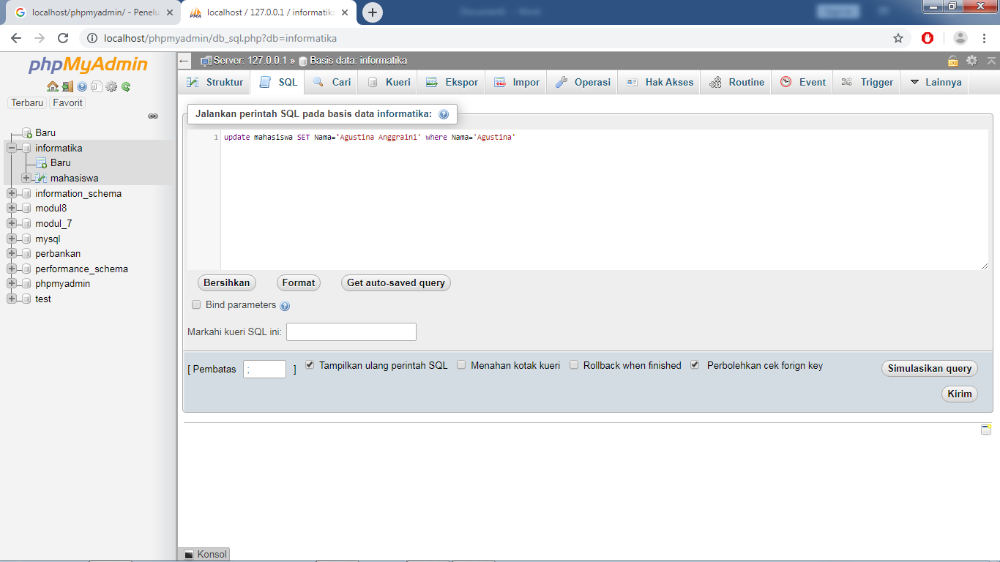 localhost/phpmyadmin/ - Penelu
localhost / 127.0.0.1 / informatika
localhost/phpmyadmin/db_sql.php?db=informatika
phpMyAdmin
Terbaru Favorit
Baru
informatika
Baru
mahasiswa
information_schema
modul8
modul_7
mysql
perbankan
performance_schema
phpmyadmin
test
Server: 127.0.0.1 » Basis data: informatika
Struktur SQL Cari Kueri Ekspor Impor Operasi Hak Akses Routine Event Trigger Lainnya
Jalankan perintah SQL pada basis data informatika:
1 update mahasiswa SET Nama='Agustina Anggraini' where Nama='Agustina'
Bersihkan Format Get auto-saved query
Bind parameters
Markahi kueri SQL ini:
[ Pembatas ; ] Tampilkan ulang perintah SQL Menahan kotak kueri Rollback when finished Perbolehkan cek forign key Simulasikan query
Kirim
Konsol